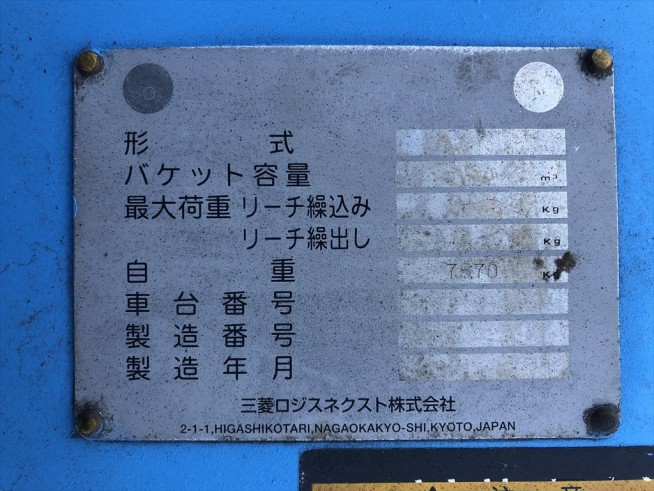 形式
バケット容量 m³
最大荷重 リーチ繰込み Kg
リーチ繰出し Kg
自重 7570 Kg
車台番号
製造番号
製造年月
三菱ロジスネクスト株式会社
2-1-1,HIGASHIKOTARI,NAGAOKAKYO-SHI,KYOTO,JAPAN